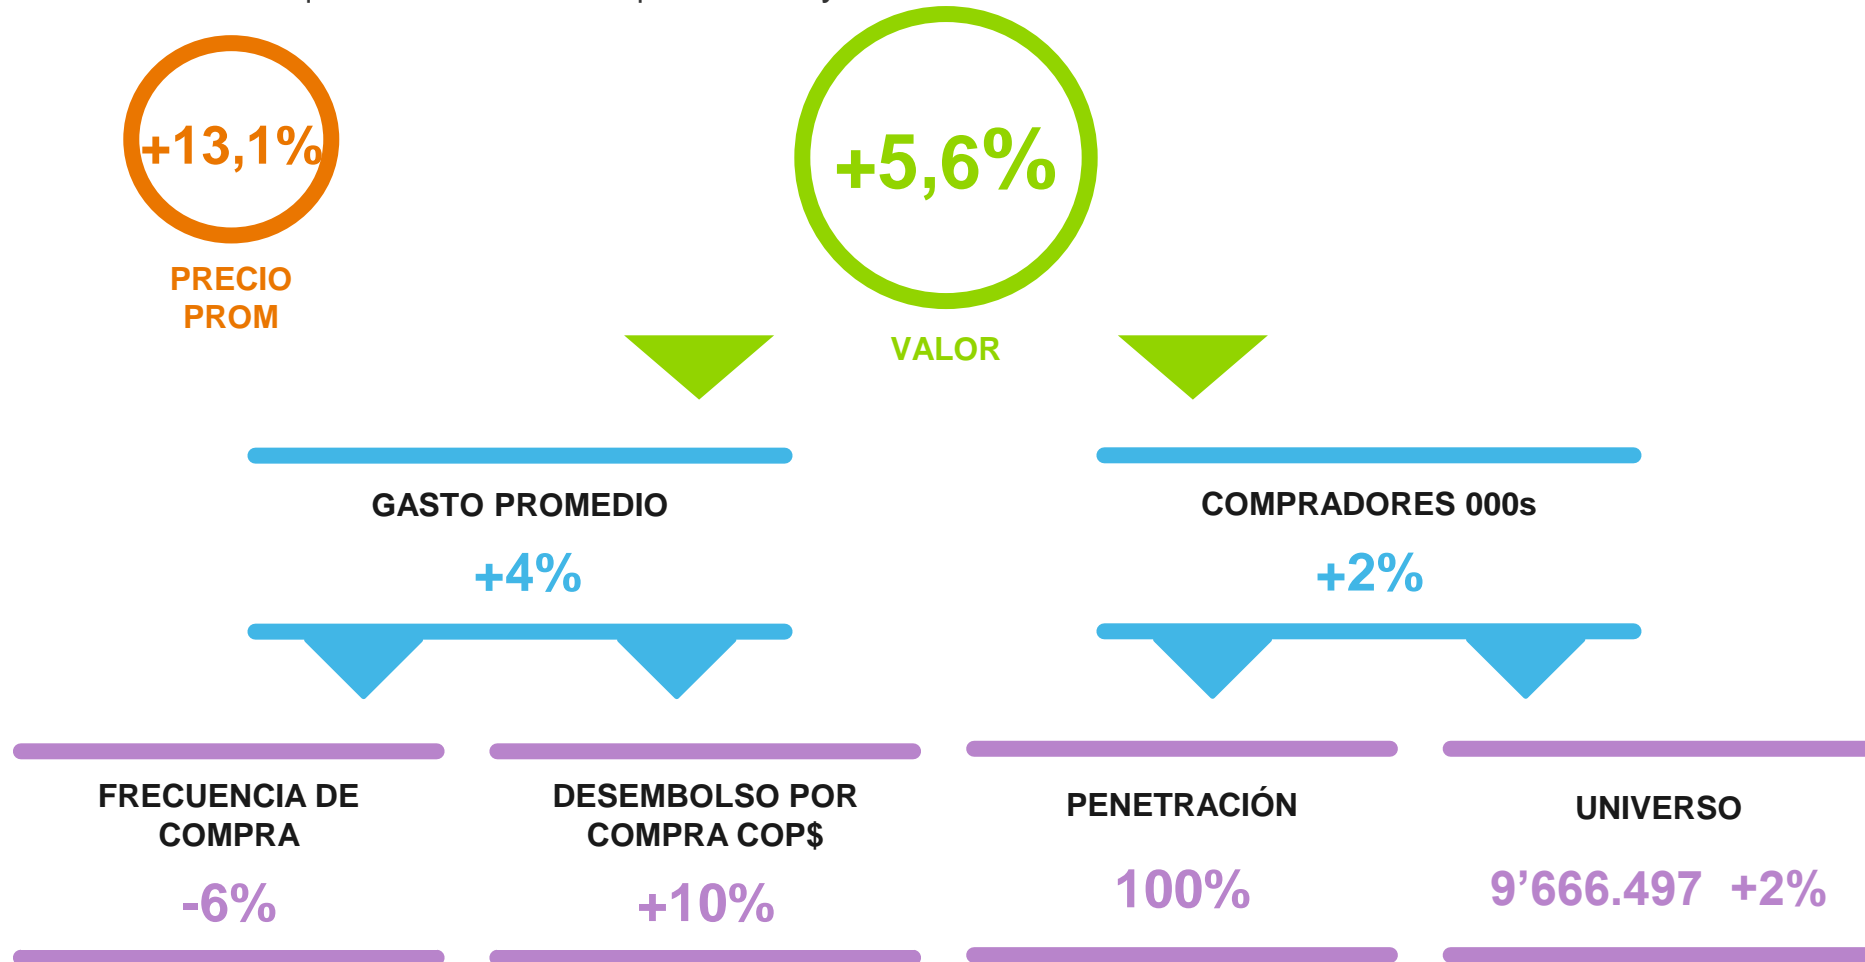 +13,1%
+5,6%
PRECIO
PROM
VALOR
GASTO PROMEDIO
COMPRADORES 000s
+4%
+2%
FRECUENCIA DE
COMPRA
DESEMBOLSO POR
COMPRA COP$
PENETRACIÓN
UNIVERSO
-6%
+10%
100%
9’666.497 +2%